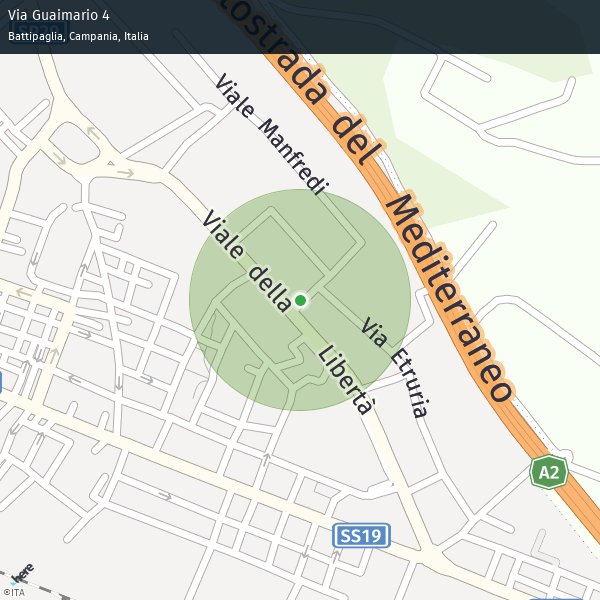 Via Guaimario 4
Battipaglia, Campania, Italia
tostrada del Mediterraneo
Viale Manfredi
Viale della Libertà
Via Etruria
A2
SS19
here
©ITA